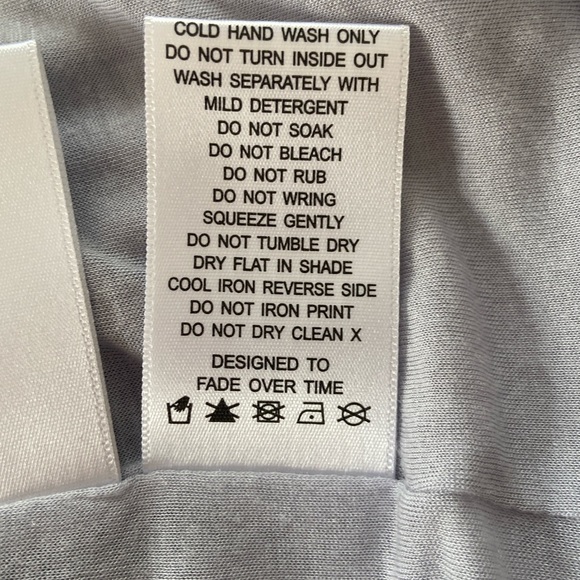 COLD HAND WASH ONLY
DO NOT TURN INSIDE OUT
WASH SEPARATELY WITH
MILD DETERGENT
DO NOT SOAK
DO NOT BLEACH
DO NOT RUB
DO NOT WRING
SQUEEZE GENTLY
DO NOT TUMBLE DRY
DRY FLAT IN SHADE
COOL IRON REVERSE SIDE
DO NOT IRON PRINT
DO NOT DRY CLEAN X
DESIGNED TO
FADE OVER TIME